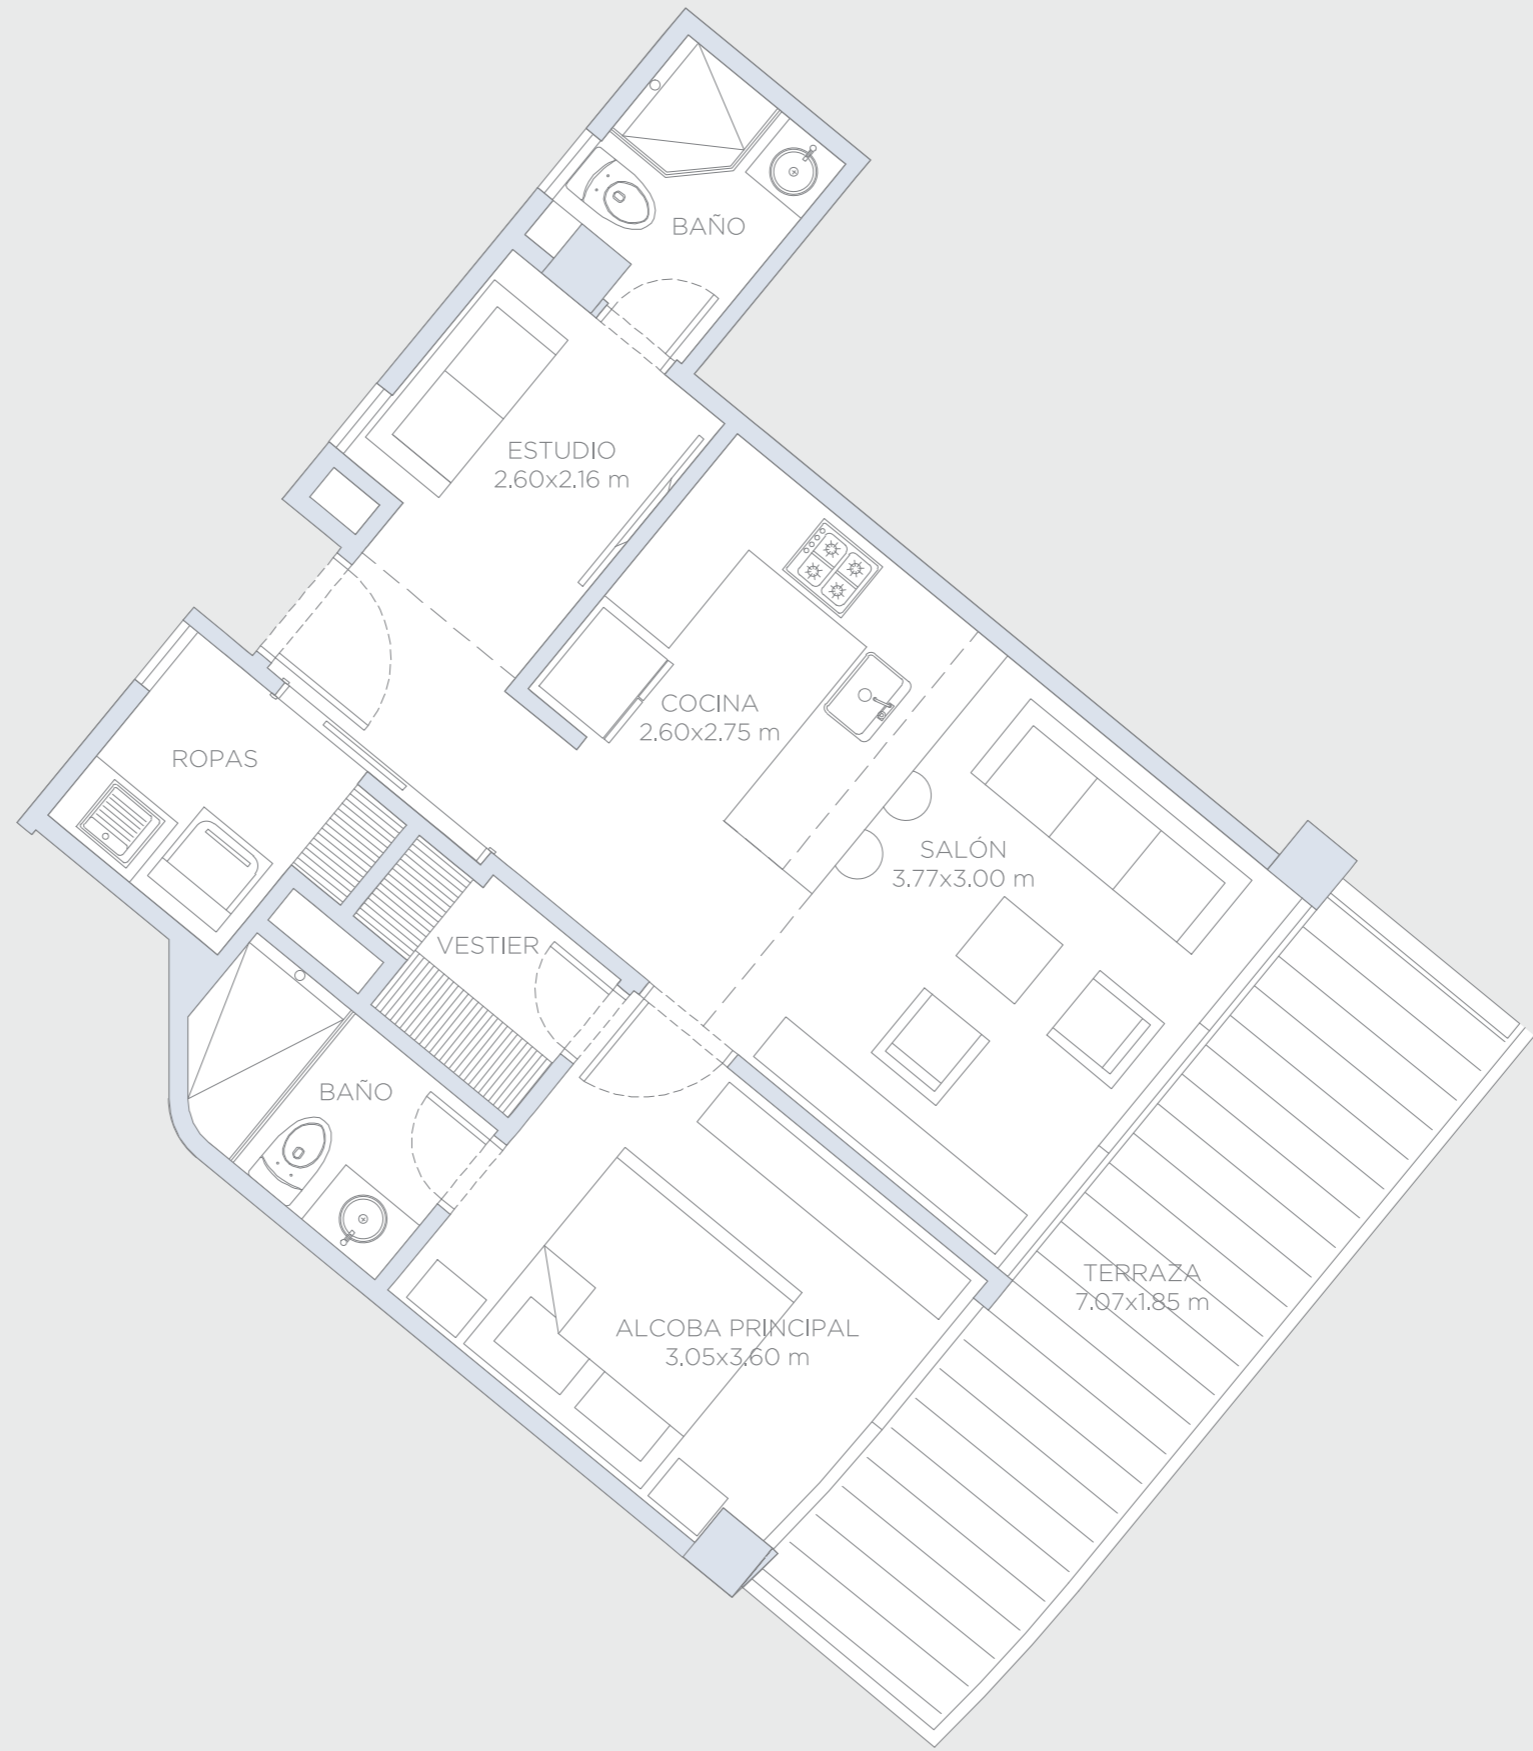 BAÑO
ESTUDIO
2.60x2.16 m
COCINA
2.60x2.75 m
ROPAS
SALÓN
3.77x3.00 m
VESTIER
BAÑO
TERRAZA
7.07x1.85 m
ALCOBA PRINCIPAL
3.05x3.60 m